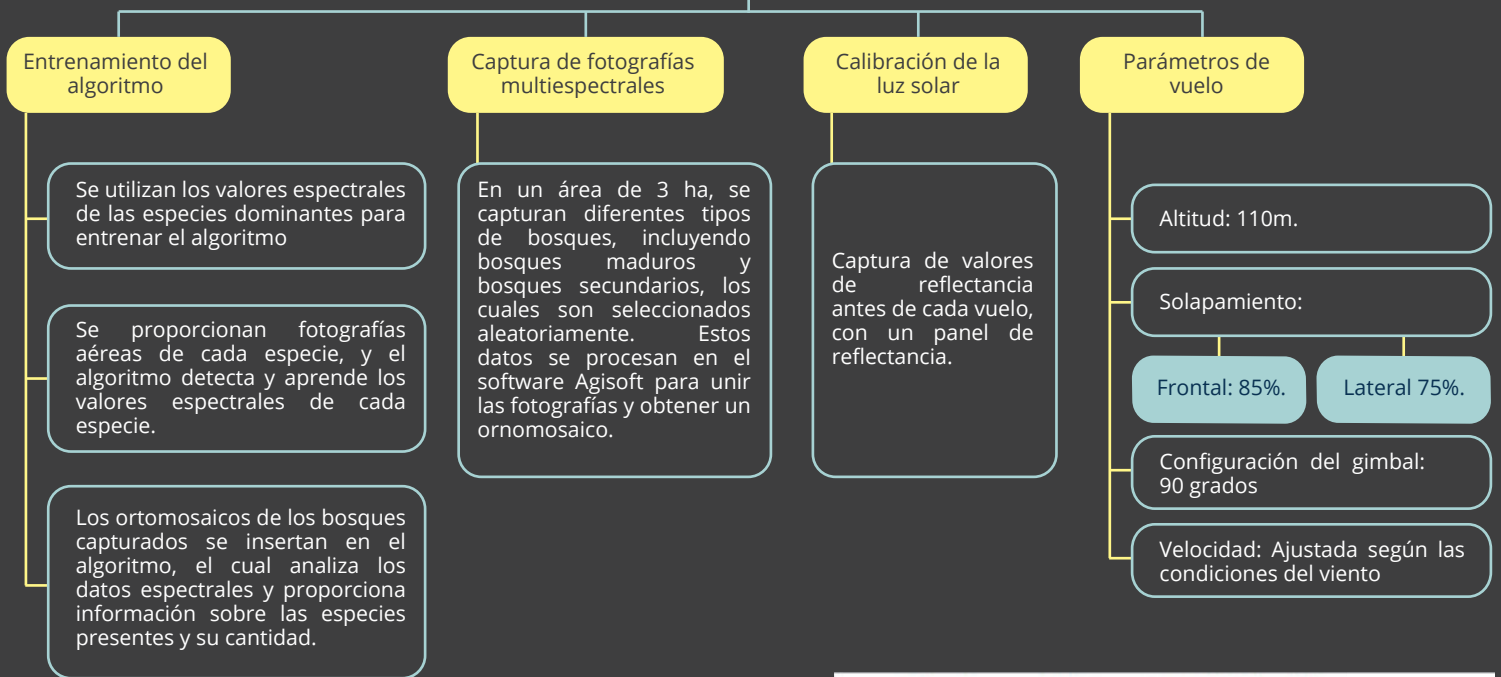 Entrenamiento del
algoritmo
Se utilizan los valores espectrales
de las especies dominantes para
entrenar el algoritmo
Se proporcionan fotografías
aéreas de cada especie, y el
algoritmo detecta y aprende los
valores espectrales de cada
especie.
Los ortomosaicos de los bosques
capturados se insertan en el
algoritmo, el cual analiza los
datos espectrales y proporciona
información sobre las especies
presentes y su cantidad.
Captura de fotografías
multiespectrales
En un área de 3 ha, se
capturan diferentes tipos
de bosques, incluyendo
bosques maduros y
bosques secundarios, los
cuales son seleccionados
aleatoriamente. Estos
datos se procesan en el
software Agisoft para unir
las fotografías y obtener un
ornomosaico.
Calibración de la
luz solar
Captura de valores
de reflectancia
antes de cada vuelo,
con un panel de
reflectancia.
Parámetros de
vuelo
Altitud: 110m.
Solapamiento:
Frontal: 85%.
Lateral 75%.
Configuración del gimbal:
90 grados
Velocidad: Ajustada según las
condiciones del viento